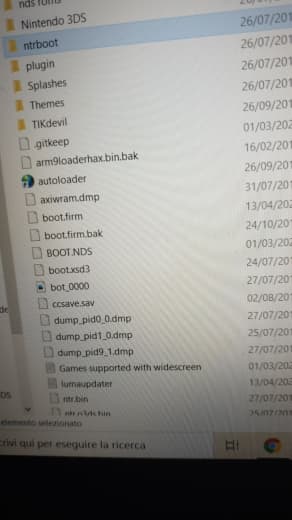 nds roms
Nintendo 3DS 26/07/201
ntrboot 26/07/201
plugin 26/07/201
Splashes 26/07/201
Themes 26/09/201
TIKdevil 01/03/202
.gitkeep 16/02/201
arm9loaderhax.bin.bak 26/09/201
autoloader 31/07/201
axiwram.dmp 13/04/202
boot.firm 24/10/201
boot.firm.bak 01/03/202
BOOT.NDS 24/07/201
boot.xsd3 27/07/201
bot_0000 02/08/201
ccsave.sav 27/07/201
dump_pid0_0.dmp 25/07/201
dump_pid1_0.dmp 27/07/201
dump_pid9_1.dmp 01/03/202
Games supported with widescreen 13/04/202
lumaupdater 27/07/201
ntr.bin 25/07/201
ntr.n3ds.bin
DS
elemento selezionato
crivi qui per eseguire la ricerca